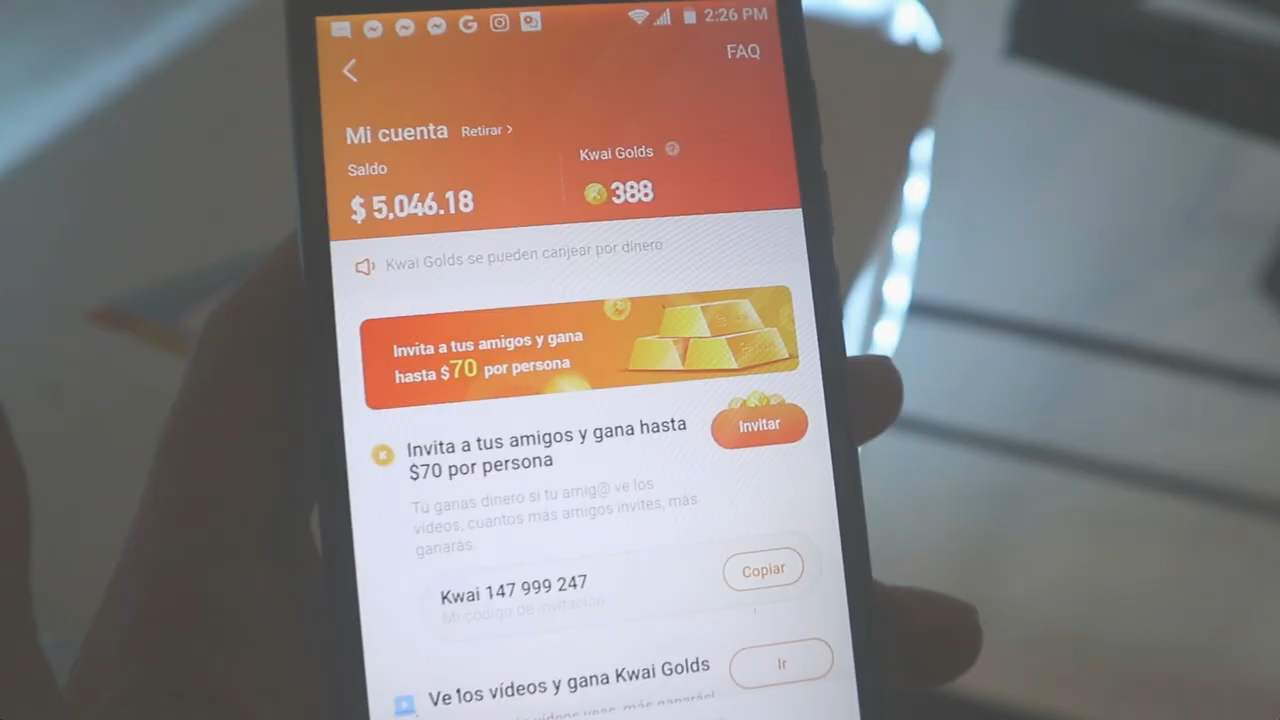 2:26 PM
FAQ
Mi cuenta Retirar >
Saldo
Kwai Golds ?
$ 5,046.18
388
Kwai Golds se pueden canjear por dinero
Invita a tus amigos y gana
hasta $70 por persona
Invita a tus amigos y gana hasta
$70 por persona
Invitar
Tú ganas dinero si tu amig@ ve los
vídeos, cuantos más amigos invites, más
ganarás
Kwai 147 999 247
Copiar
Mi código de invitación
Ve los vídeos y gana Kwai Golds
Ir